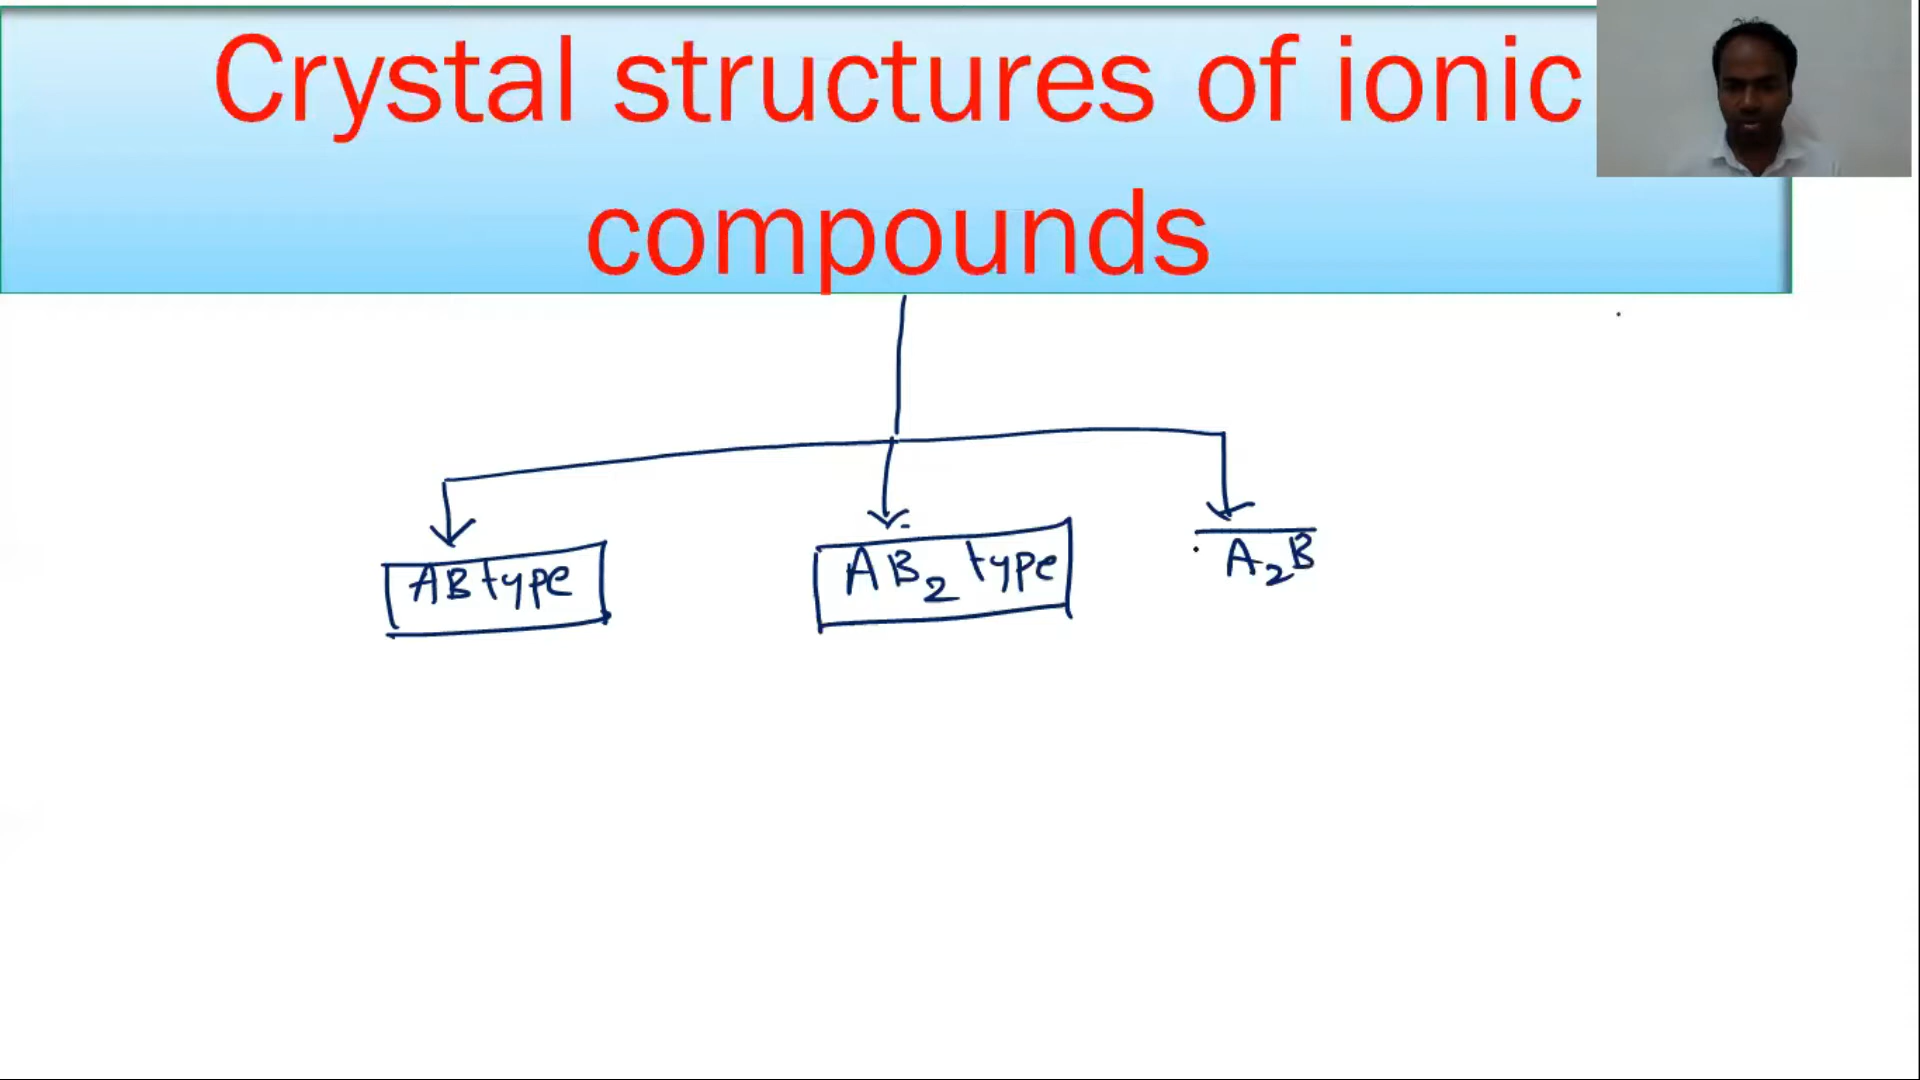 Crystal structures of ionic
compounds
AB type
AB₂ type
A₂B